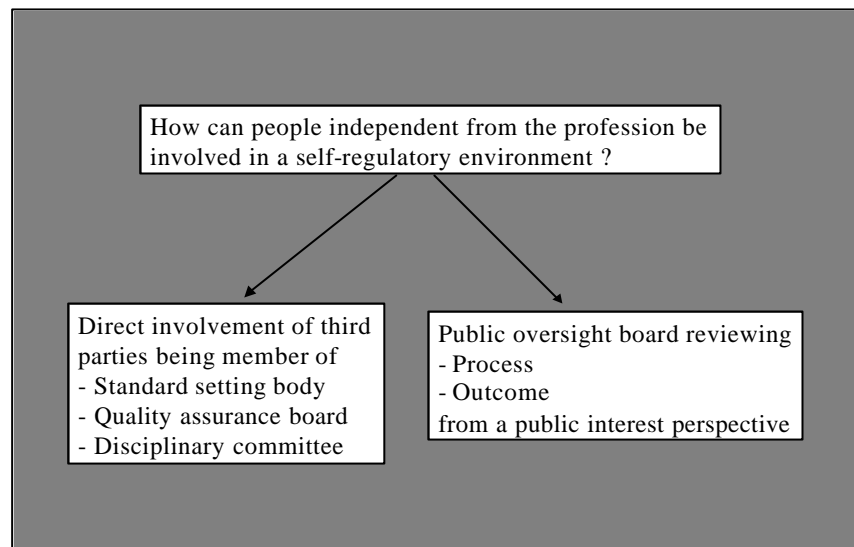 How can people independent from the profession be
involved in a self-regulatory environment ?
Direct involvement of third
parties being member of
- Standard setting body
- Quality assurance board
- Disciplinary committee
Public oversight board reviewing
- Process
- Outcome
from a public interest perspective